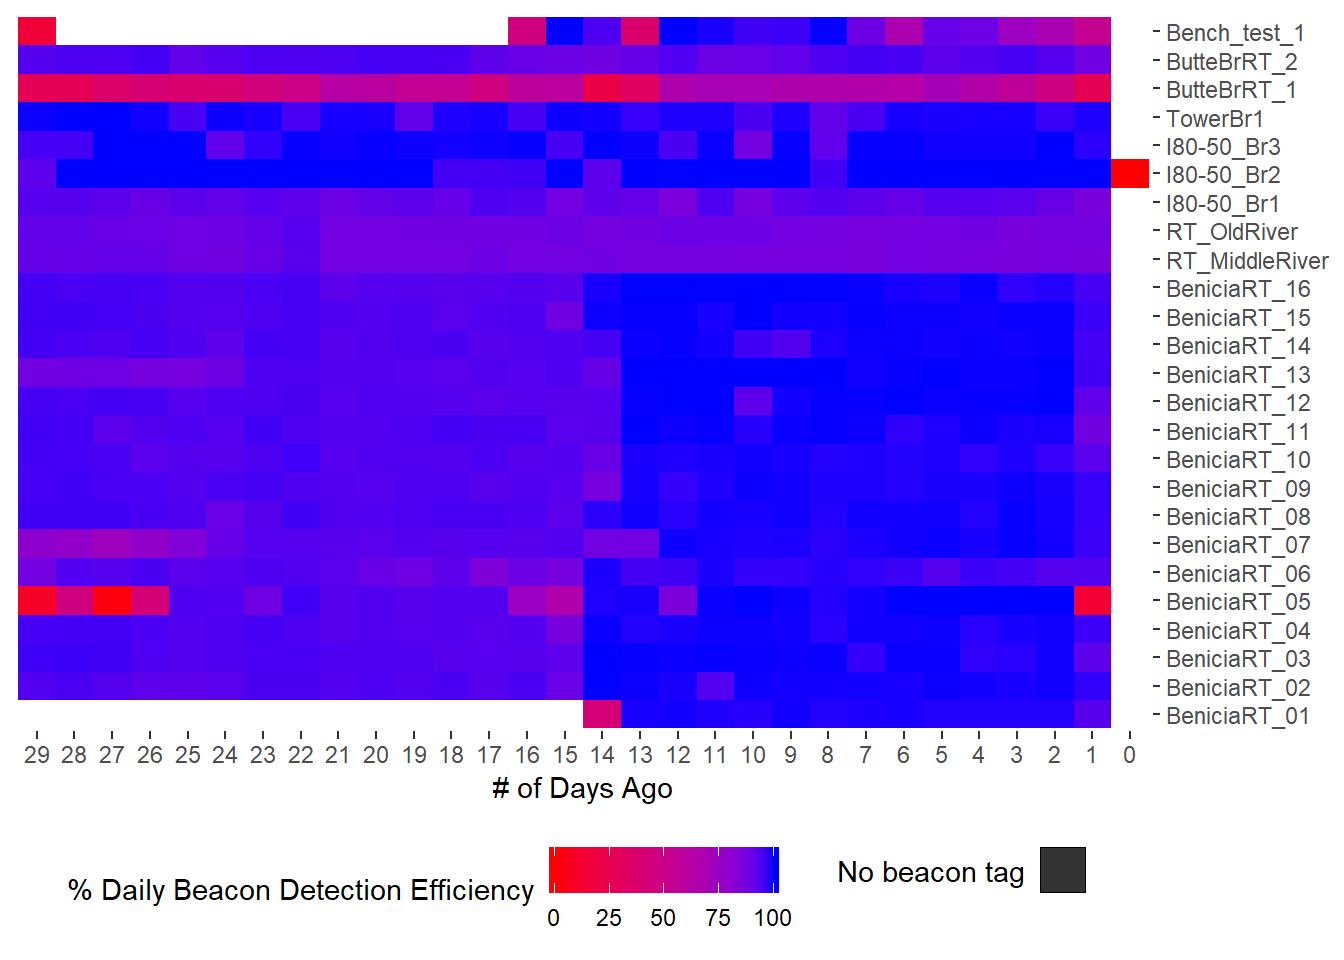 Bench_test_1
ButteBrRT_2
ButteBrRT_1
TowerBr1
I80-50_Br3
I80-50_Br2
I80-50_Br1
RT_OldRiver
RT_MiddleRiver
BeniciaRT_16
BeniciaRT_15
BeniciaRT_14
BeniciaRT_13
BeniciaRT_12
BeniciaRT_11
BeniciaRT_10
BeniciaRT_09
BeniciaRT_08
BeniciaRT_07
BeniciaRT_06
BeniciaRT_05
BeniciaRT_04
BeniciaRT_03
BeniciaRT_02
BeniciaRT_01
29 28 27 26 25 24 23 22 21 20 19 18 17 16 15 14 13 12 11 10 9 8 7 6 5 4 3 2 1 0
# of Days Ago
% Daily Beacon Detection Efficiency
0 25 50 75 100
No beacon tag